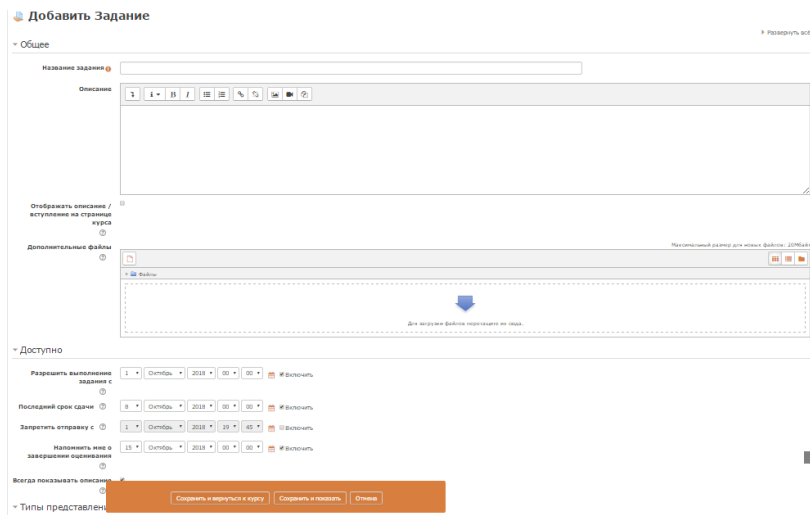 Добавить Задание
Развернуть всё
Общее
Название задания
Описание
Отображать описание /
вступление на странице
курса
Дополнительные файлы
Максимальный размер для новых файлов: 20Мбайт
Файлы
Для загрузки файлов перетащите их сюда.
Доступно
Разрешить выполнение
задания с
1 Октябрь 2018 00 00 Включить
Последний срок сдачи 8 Октябрь 2018 00 00 Включить
Запретить отправку с 1 Октябрь 2018 19 45 Включить
Напомнить мне о
завершении оценивания
15 Октябрь 2018 00 00 Включить
Всегда показывать описание
Сохранить и вернуться к курсу Сохранить и показать Отмена
Типы представлени